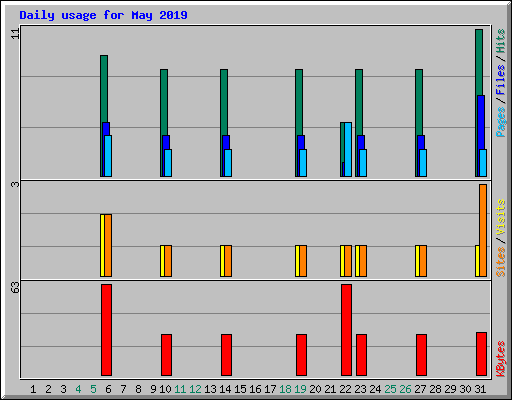 Daily usage for May 2019
11
3
63
Pages/Files/Hits
Sites/Visits
KBytes
1 2 3 4 5 6 7 8 9 10 11 12 13 14 15 16 17 18 19 20 21 22 23 24 25 26 27 28 29 30 31